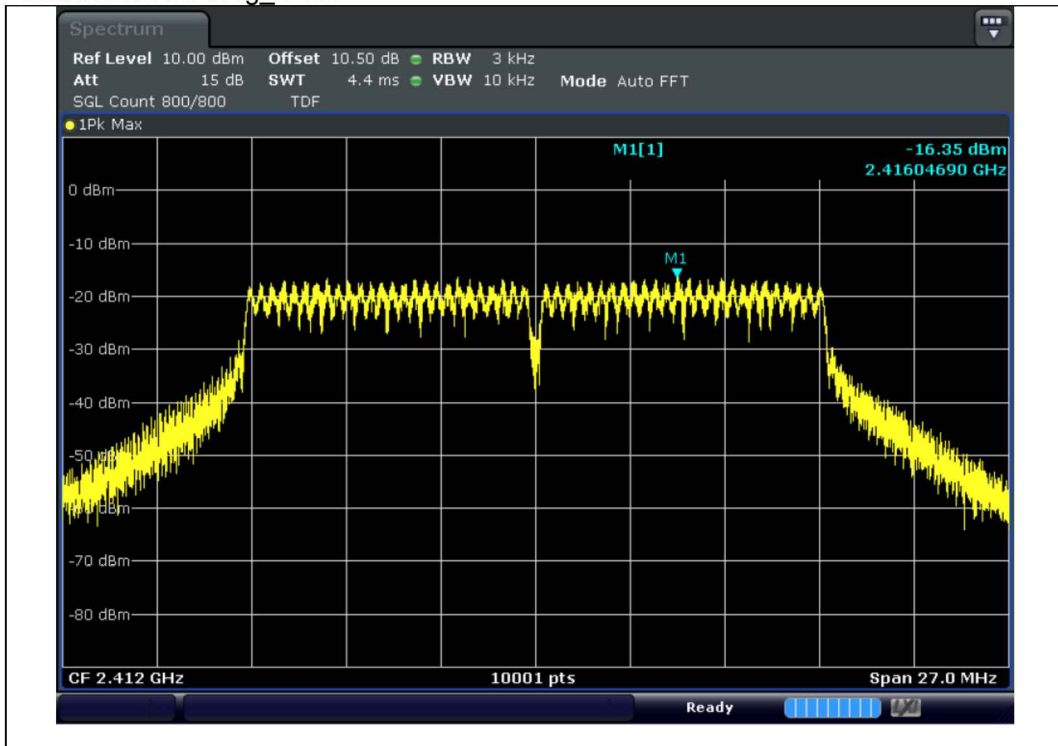 Spectrum
Ref Level 10.00 dBm Offset 10.50 dB RBW 3 kHz
Att 15 dB SWT 4.4 ms VBW 10 kHz Mode Auto FFT
SGL Count 800/800 TDF
1Pk Max
M1[1] -16.35 dBm
2.41604690 GHz
0 dBm
-10 dBm
M1
-20 dBm
-30 dBm
-40 dBm
-70 dBm
-80 dBm
CF 2.412 GHz 10001 pts Span 27.0 MHz
Ready